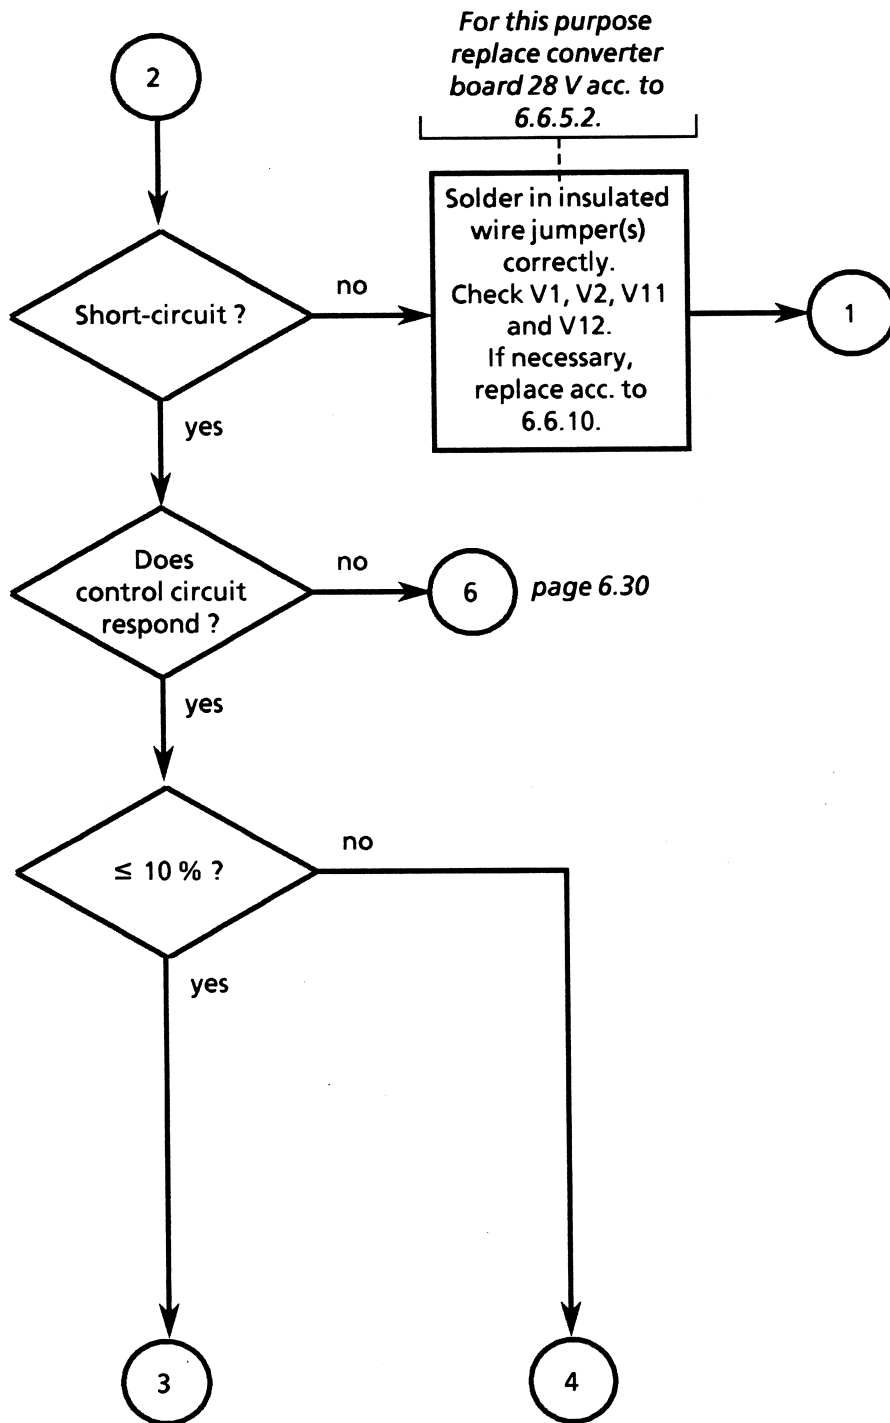 For this purpose
replace converter
board 28 V acc. to
6.6.5.2.
2
Solder in insulated
wire jumper(s)
correctly.
Check V1, V2, V11
and V12.
If necessary,
replace acc. to
6.6.10.
no
Short-circuit ?
1
yes
Does
control circuit
respond ?
no
6
page 6.30
yes
≤ 10 % ?
no
yes
3
4